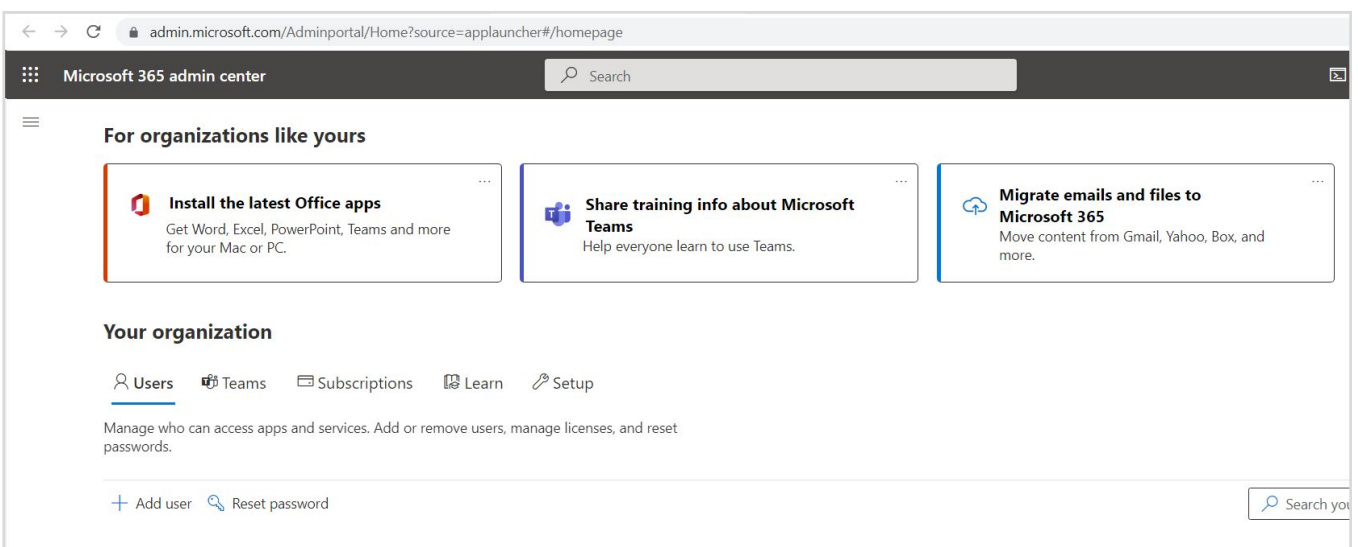 admin.microsoft.com/Adminportal/Home?source=applauncher#/homepage
Microsoft 365 admin center
Search
For organizations like yours
Install the latest Office apps
Get Word, Excel, PowerPoint, Teams and more
for your Mac or PC.
Share training info about Microsoft
Teams
Help everyone learn to use Teams.
Migrate emails and files to
Microsoft 365
Move content from Gmail, Yahoo, Box, and
more.
Your organization
Users Teams Subscriptions Learn Setup
Manage who can access apps and services. Add or remove users, manage licenses, and reset
passwords.
Add user Reset password Search you